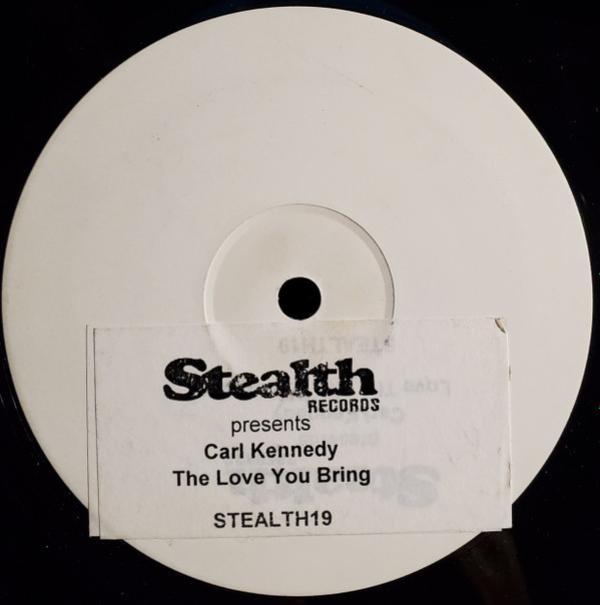 Stealth
RECORDS
presents
Carl Kennedy
The Love You Bring
STEALTH19